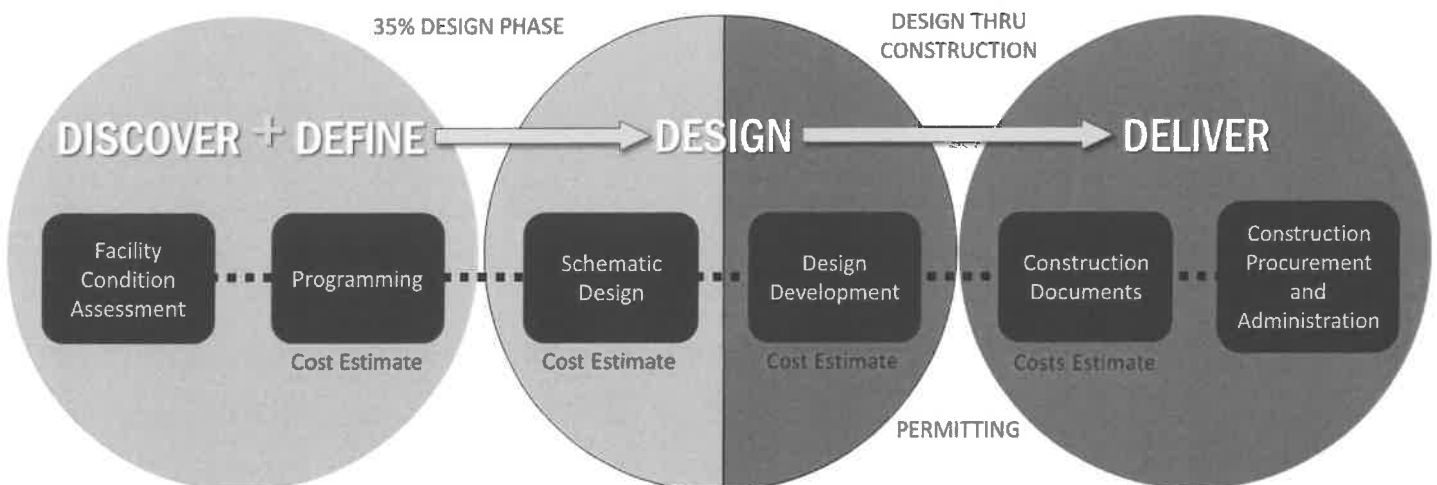 35% DESIGN PHASE
DESIGN THRU
CONSTRUCTION
DISCOVER + DEFINE
DESIGN
DELIVER
Facility
Condition
Assessment
Programming
Schematic
Design
Design
Development
Construction
Documents
Construction
Procurement
and
Administration
Cost Estimate
Cost Estimate
Cost Estimate
Costs Estimate
PERMITTING